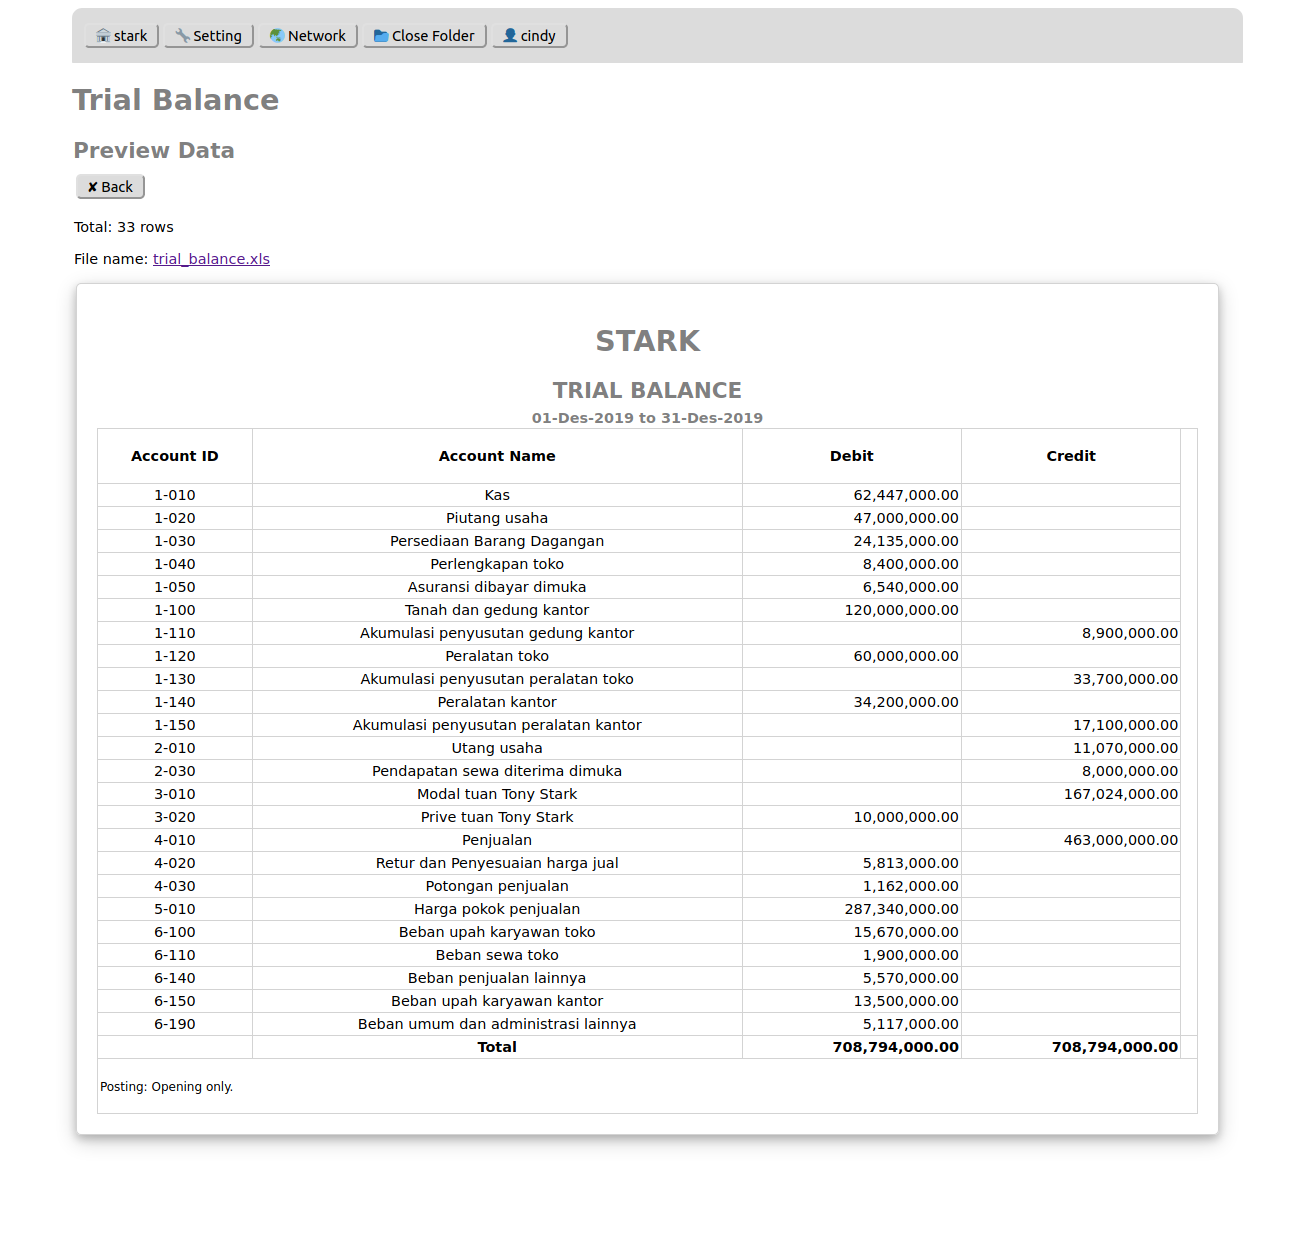 stark Setting Network Close Folder cindy
Trial Balance
Preview Data
✘ Back
Total: 33 rows
File name: trial_balance.xls
STARK
TRIAL BALANCE
01-Des-2019 to 31-Des-2019
Account ID Account Name Debit Credit
1-010 Kas 62,447,000.00
1-020 Piutang usaha 47,000,000.00
1-030 Persediaan Barang Dagangan 24,135,000.00
1-040 Perlengkapan toko 8,400,000.00
1-050 Asuransi dibayar dimuka 6,540,000.00
1-100 Tanah dan gedung kantor 120,000,000.00
1-110 Akumulasi penyusutan gedung kantor 8,900,000.00
1-120 Peralatan toko 60,000,000.00
1-130 Akumulasi penyusutan peralatan toko 33,700,000.00
1-140 Peralatan kantor 34,200,000.00
1-150 Akumulasi penyusutan peralatan kantor 17,100,000.00
2-010 Utang usaha 11,070,000.00
2-030 Pendapatan sewa diterima dimuka 8,000,000.00
3-010 Modal tuan Tony Stark 167,024,000.00
3-020 Prive tuan Tony Stark 10,000,000.00
4-010 Penjualan 463,000,000.00
4-020 Retur dan Penyesuaian harga jual 5,813,000.00
4-030 Potongan penjualan 1,162,000.00
5-010 Harga pokok penjualan 287,340,000.00
6-100 Beban upah karyawan toko 15,670,000.00
6-110 Beban sewa toko 1,900,000.00
6-140 Beban penjualan lainnya 5,570,000.00
6-150 Beban upah karyawan kantor 13,500,000.00
6-190 Beban umum dan administrasi lainnya 5,117,000.00
Total 708,794,000.00 708,794,000.00
Posting: Opening only.